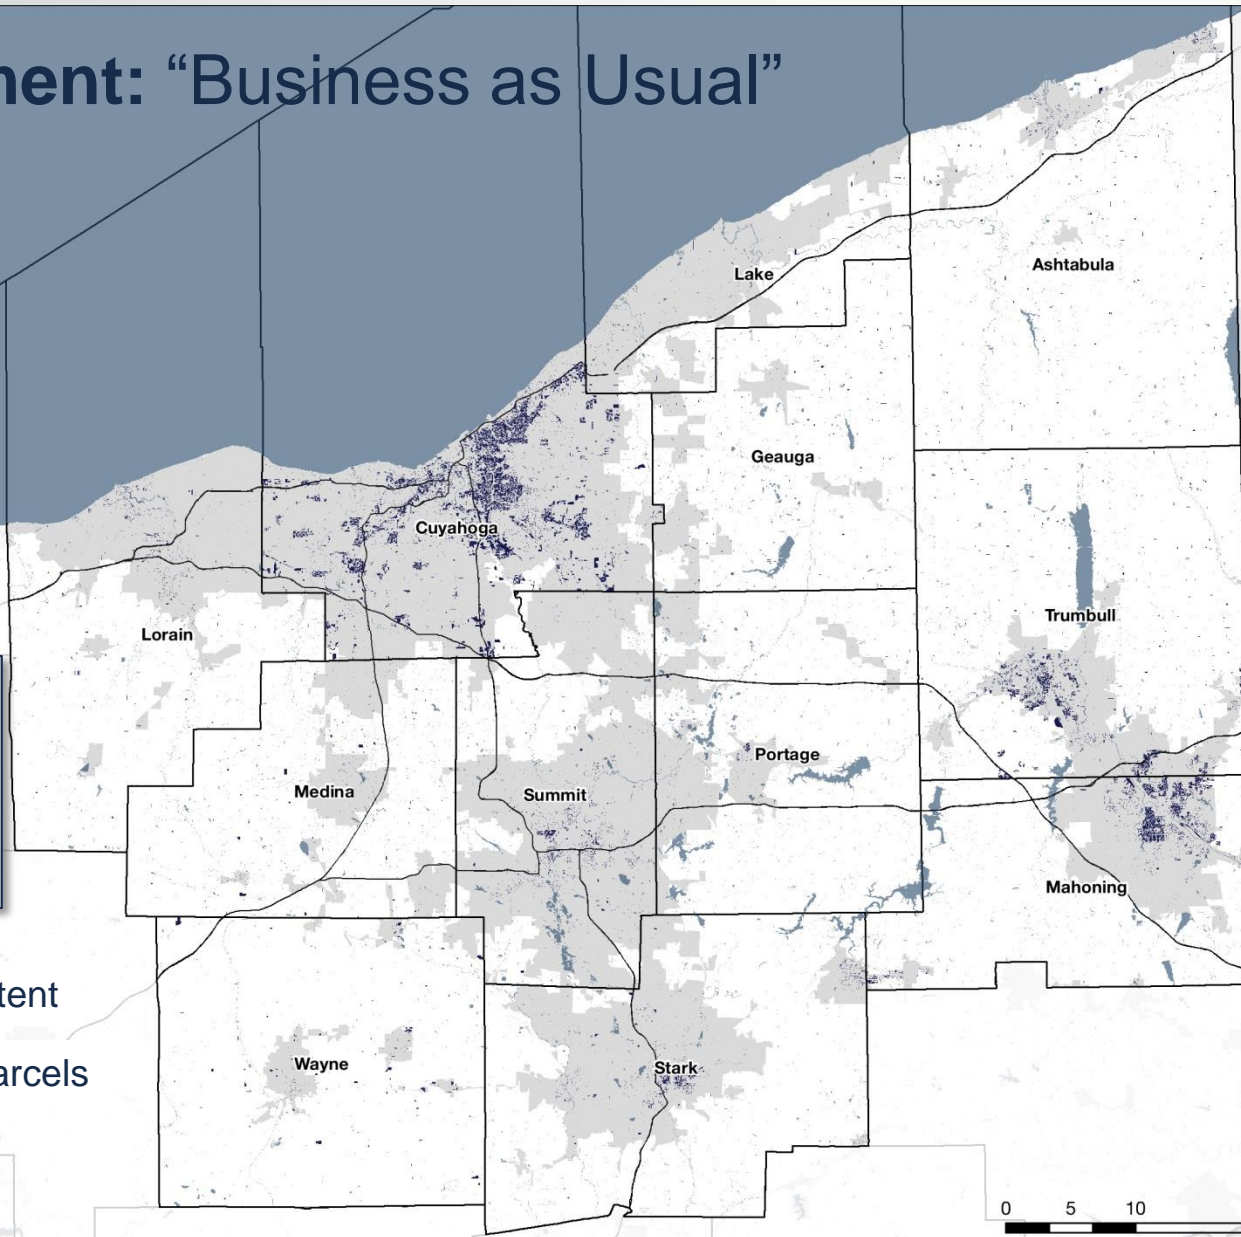 ment: “Business as Usual”
Lake
Ashtabula
Geauga
Cuyahoga
Trumbull
Lorain
Portage
Medina
Summit
Mahoning
tent
arcels
Wayne
Stark
0 5 10